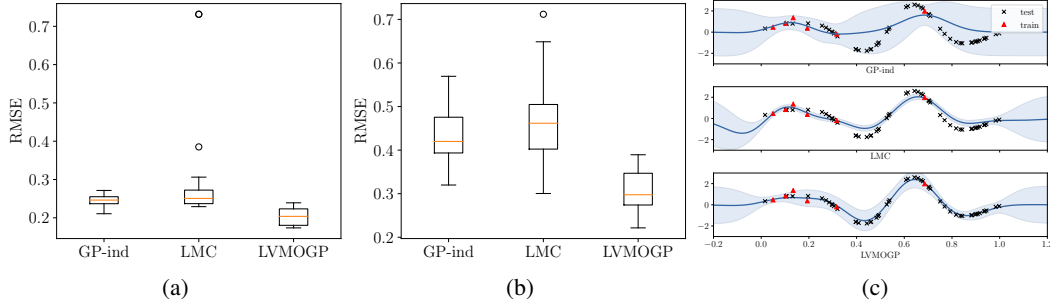 0.7
0.6
0.5
0.4
0.3
0.2
RMSE
GP-ind LMC LVMOGP
(a)
0.7
0.6
0.5
0.4
0.3
0.2
RMSE
GP-ind LMC LVMOGP
(b)
2
0
−2
test
train
GP-ind
2
0
−2
LMC
2
0
−2
−0.2 0.0 0.2 0.4 0.6 0.8 1.0 1.2
LVMOGP
(c)